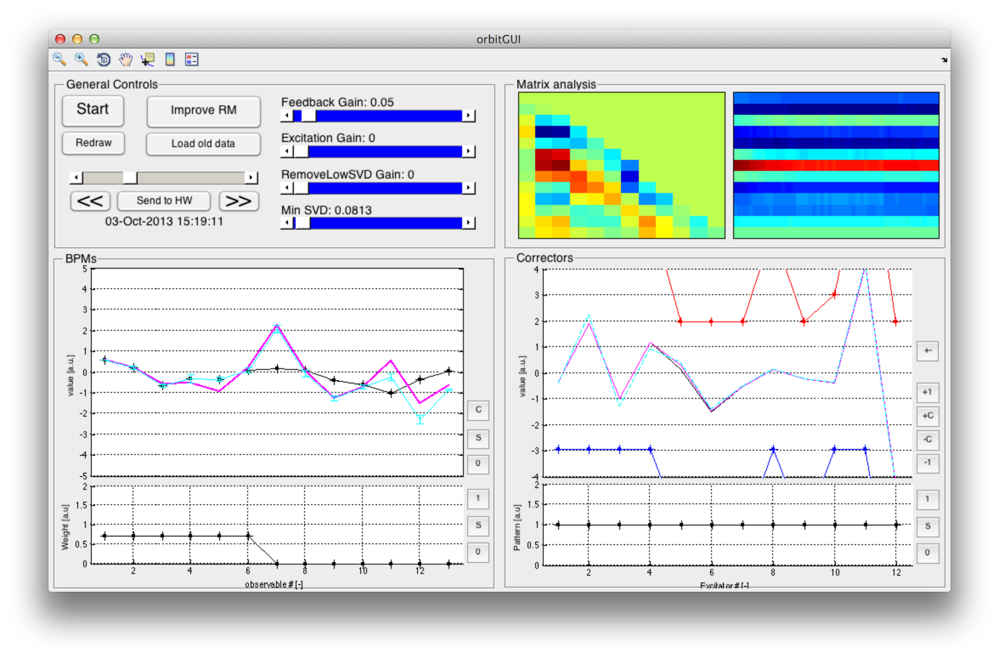 orbitGUI
General Controls
Start
Improve RM
Redraw
Load old data
<<
Send to HW
>>
03-Oct-2013 15:19:11
Feedback Gain: 0.05
Excitation Gain: 0
RemoveLowSVD Gain: 0
Min SVD: 0.0813
Matrix analysis
BPMs
5
4
3
2
1
0
-1
-2
-3
-4
-5
value [a.u.]
C
S
0
2
1.5
1
0.5
0
Weight [a.u]
2
4
6
8
10
12
observable # [-]
1
S
0
Correctors
4
3
2
1
0
-1
-2
-3
-4
value [a.u.]
+-
+1
+C
-C
-1
2
1.5
1
0.5
0
Pattern [a.u]
2
4
6
8
10
12
Excitator # [-]
1
S
0